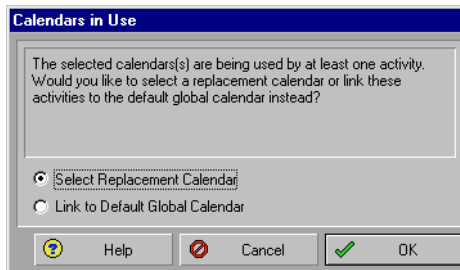 Calendars in Use
The selected calendars(s) are being used by at least one activity.
Would you like to select a replacement calendar or link these
activities to the default global calendar instead?
Select Replacement Calendar
Link to Default Global Calendar
Help Cancel OK